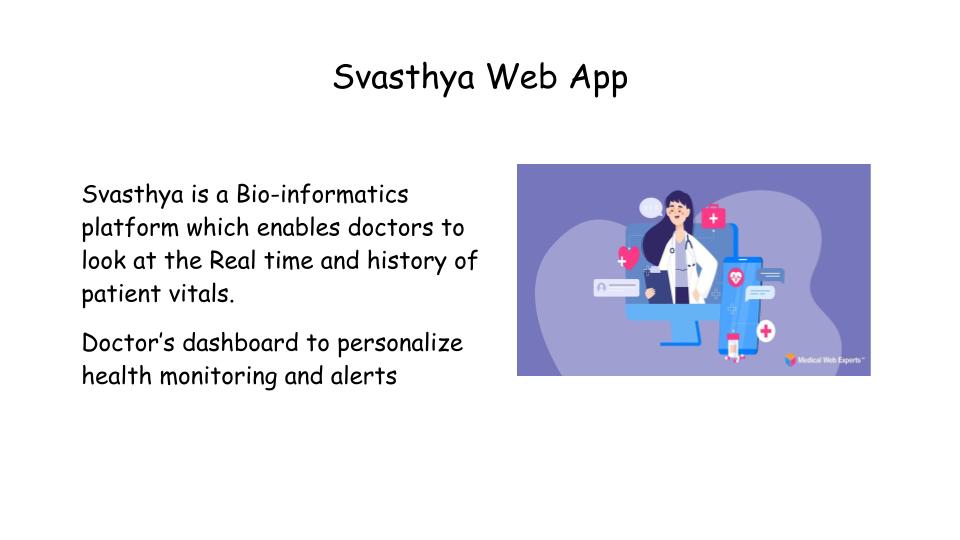 Svasthya Web App
Svasthya is a Bio-informatics
platform which enables doctors to
look at the Real time and history of
patient vitals.
Doctor's dashboard to personalize
health monitoring and alerts
Medical Web Experts™